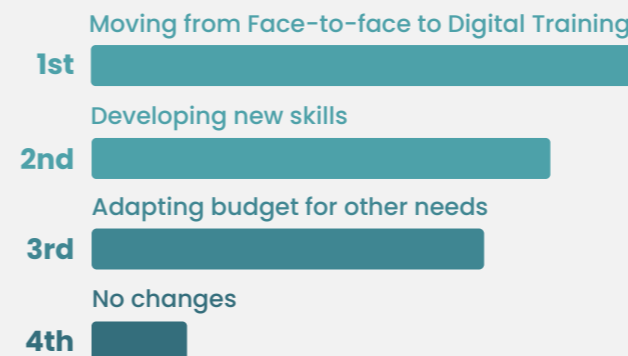 Moving from Face-to-face to Digital Training
1st
Developing new skills
2nd
Adapting budget for other needs
3rd
No changes
4th